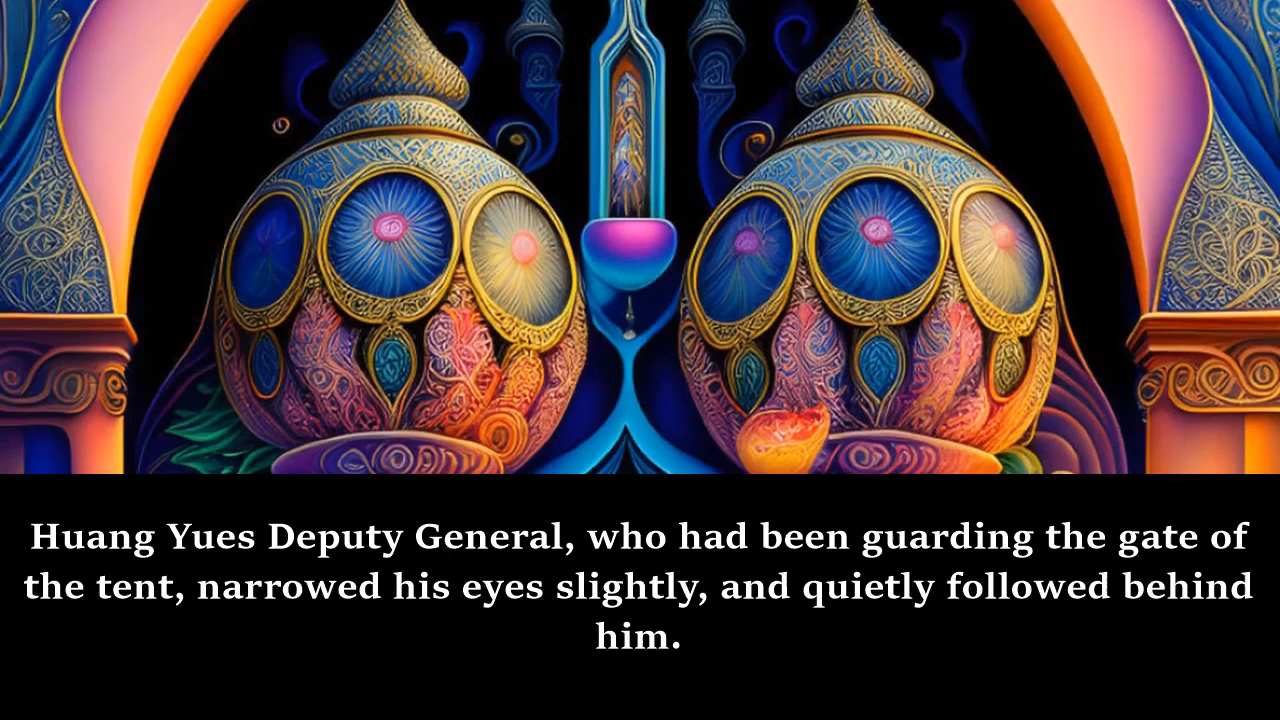 Huang Yues Deputy General, who had been guarding the gate of
the tent, narrowed his eyes slightly, and quietly followed behind
him.